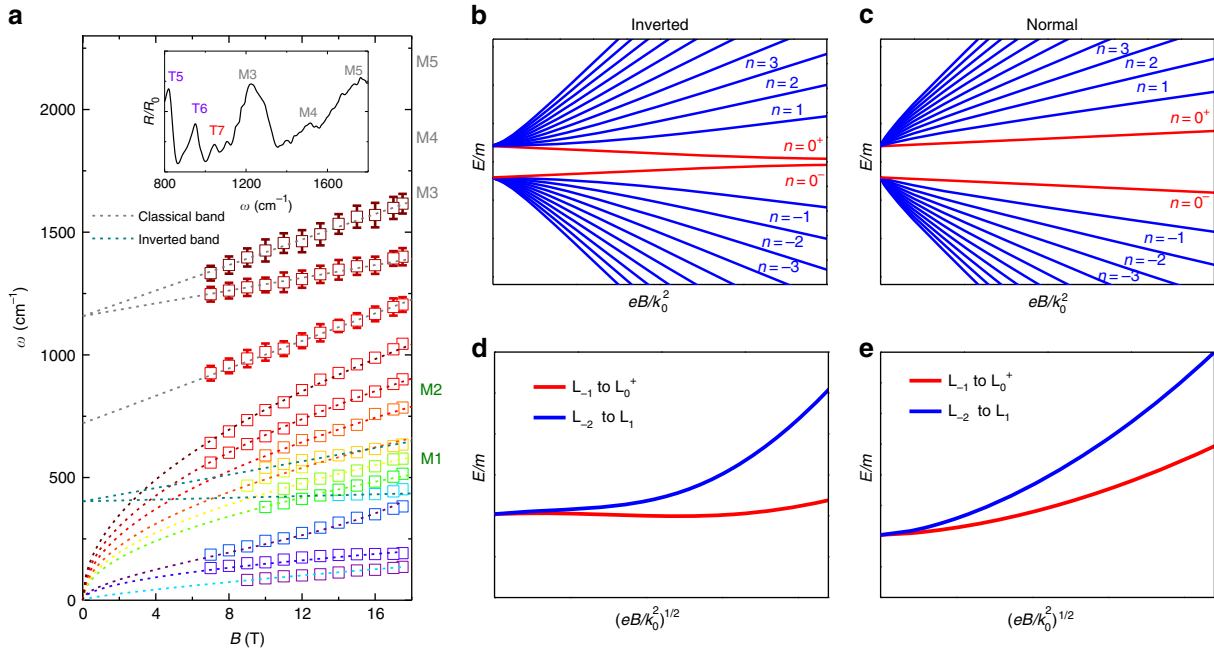 a
2000
1500
1000
500
0
0
4
8
12
16
B (T)
ω (cm⁻¹)
Classical band
Inverted band
M5
M4
M3
M2
M1
R/R₀
T5
T6
T7
M3
M4
M5
800
1200
1600
ω (cm⁻¹)
b
Inverted
E/m
n = 3
n = 2
n = 1
n = 0⁺
n = 0⁻
n = −1
n = −2
n = −3
eB/k₀²
c
Normal
E/m
n = 3
n = 2
n = 1
n = 0⁺
n = 0⁻
n = −1
n = −2
n = −3
eB/k₀²
d
L₋₁ to L₀⁺
L₋₂ to L₁
E/m
(eB/k₀²)¹/²
e
L₋₁ to L₀⁺
L₋₂ to L₁
E/m
(eB/k₀²)¹/²